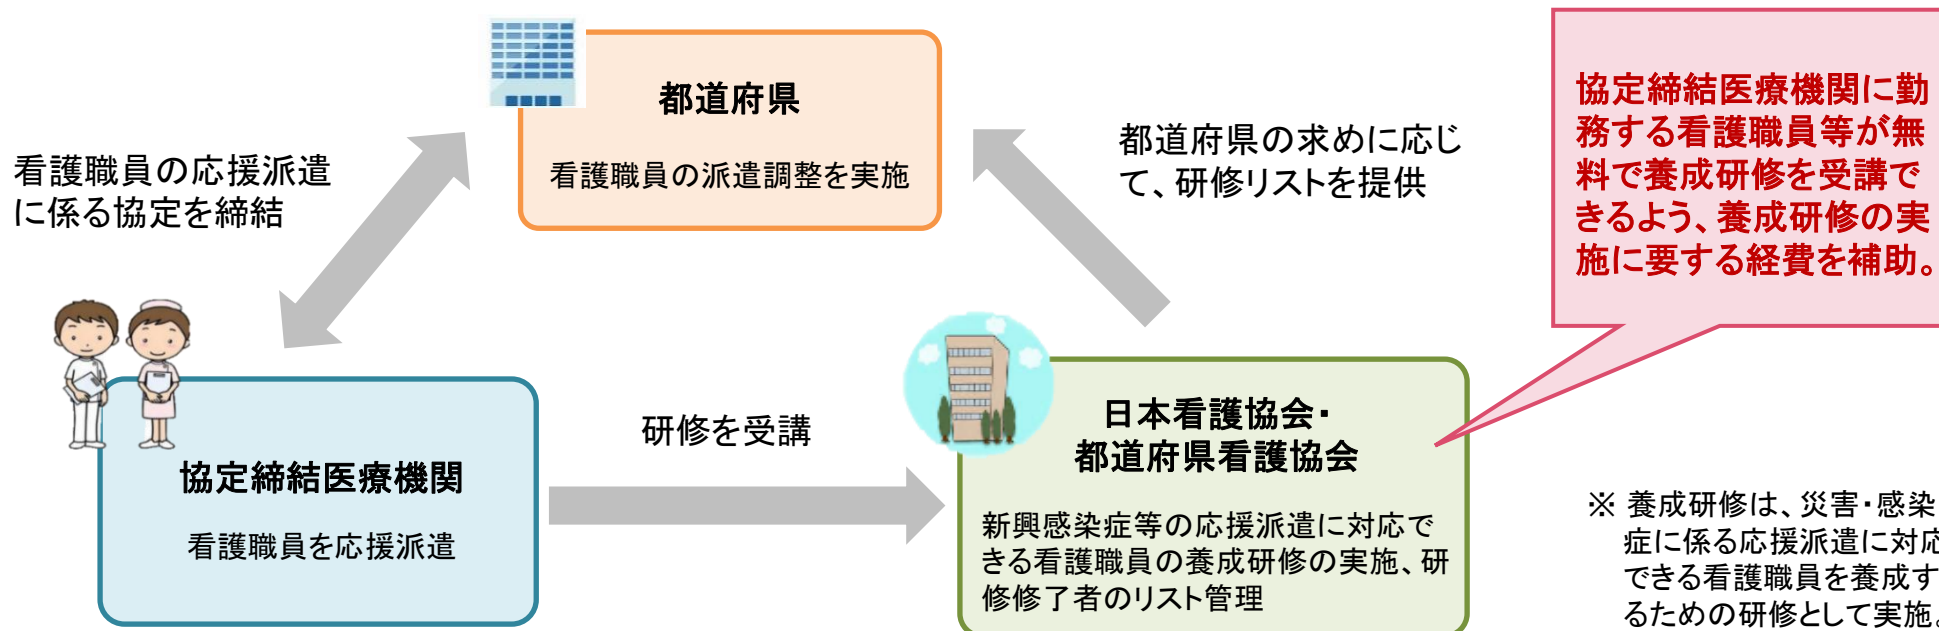 都道府県
看護職員の派遣調整を実施
看護職員の応援派遣
に係る協定を締結
都道府県の求めに応じ
て、研修リストを提供
協定締結医療機関に勤
務する看護職員等が無
料で養成研修を受講で
きるよう、養成研修の実
施に要する経費を補助。
協定締結医療機関
看護職員を応援派遣
研修を受講
日本看護協会・
都道府県看護協会
新興感染症等の応援派遣に対応で
きる看護職員の養成研修の実施、研
修修了者のリスト管理
※ 養成研修は、災害・感染
症に係る応援派遣に対応
できる看護職員を養成す
るための研修として実施。